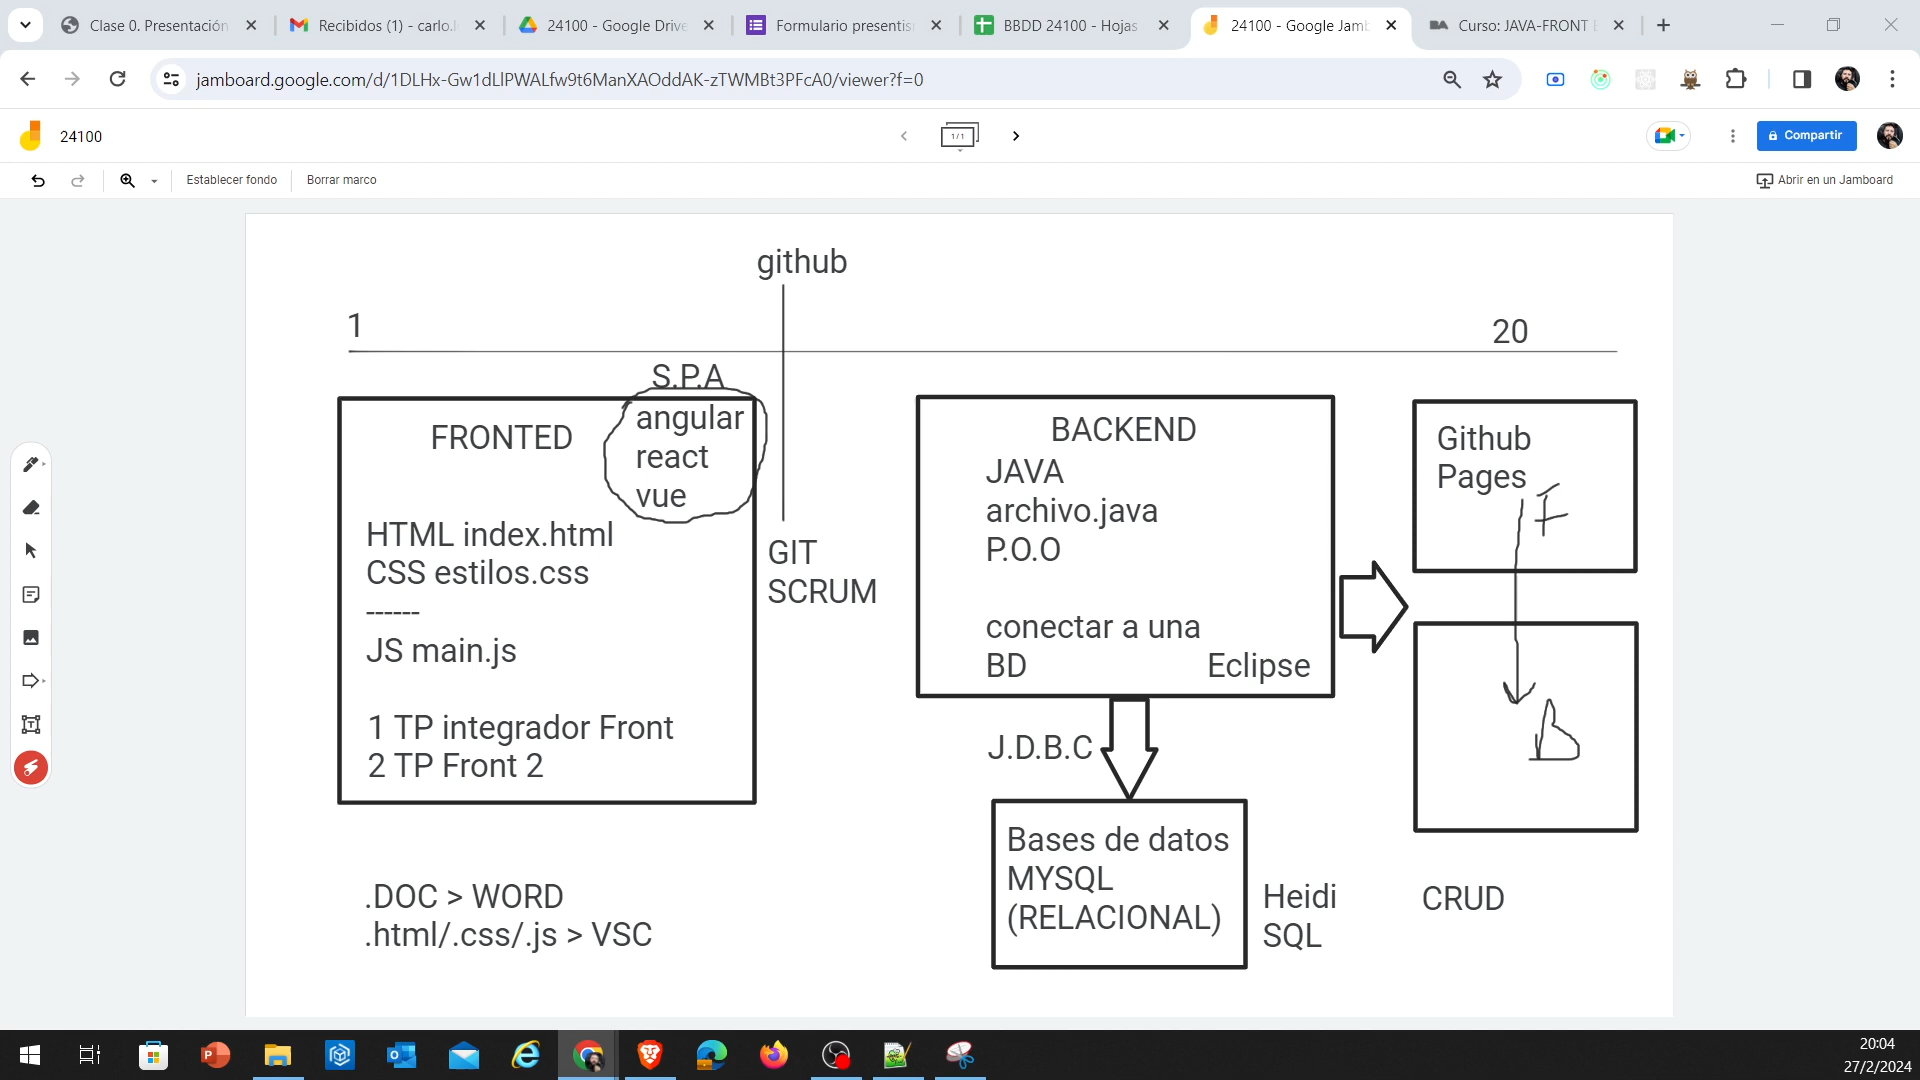 Clase 0. Presentación
Recibidos (1) - carlo.l
24100 - Google Drive
Formulario presentis
BBDD 24100 - Hojas
24100 - Google Jamb
Curso: JAVA-FRONT
jamboard.google.com/d/1DLHx-Gw1dLlPWALfw9t6ManXAOddAK-zTWMBt3PFcA0/viewer?f=0
24100
1/1
Compartir
Establecer fondo
Borrar marco
Abrir en un Jamboard
github
1
20
S.P.A
FRONTED
angular
react
vue
HTML index.html
CSS estilos.css
------
JS main.js
1 TP integrador Front
2 TP Front 2
GIT
SCRUM
BACKEND
JAVA
archivo.java
P.O.O
conectar a una
BD
Eclipse
Github
Pages
F
B
J.D.B.C
Bases de datos
MYSQL
(RELACIONAL)
Heidi
SQL
CRUD
.DOC > WORD
.html/.css/.js > VSC
20:04
27/2/2024